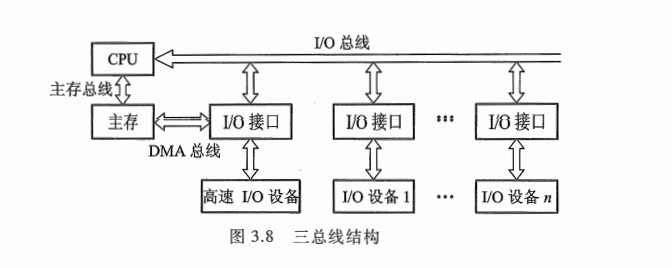 I/O 总线
CPU
主存总线
主存
I/O 接口
I/O 接口
···
I/O 接口
DMA 总线
高速 I/O 设备
I/O 设备 1
···
I/O 设备 n
图 3.8 三总线结构